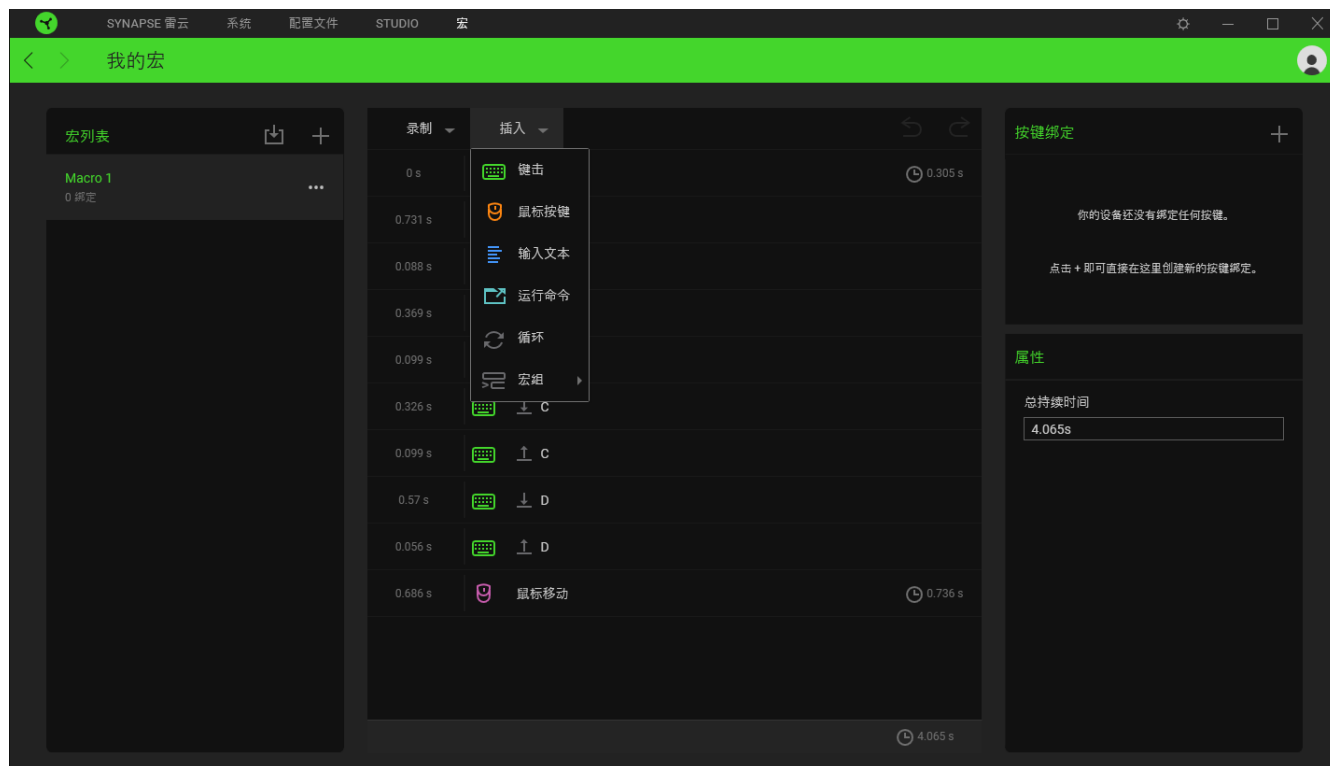 SYNAPSE 雷云 系统 配置文件 STUDIO 宏
我的宏
宏列表
Macro 1
0 绑定
录制 插入
键击
鼠标按键
输入文本
运行命令
循环
宏组
0 s 0.305 s
0.731 s
0.088 s
0.369 s
0.099 s
0.326 s C
0.099 s C
0.57 s D
0.056 s D
0.686 s 鼠标移动 0.736 s
4.065 s
按键绑定
你的设备还没有绑定任何按键。
点击 + 即可直接在这里创建新的按键绑定。
属性
总持续时间
4.065s